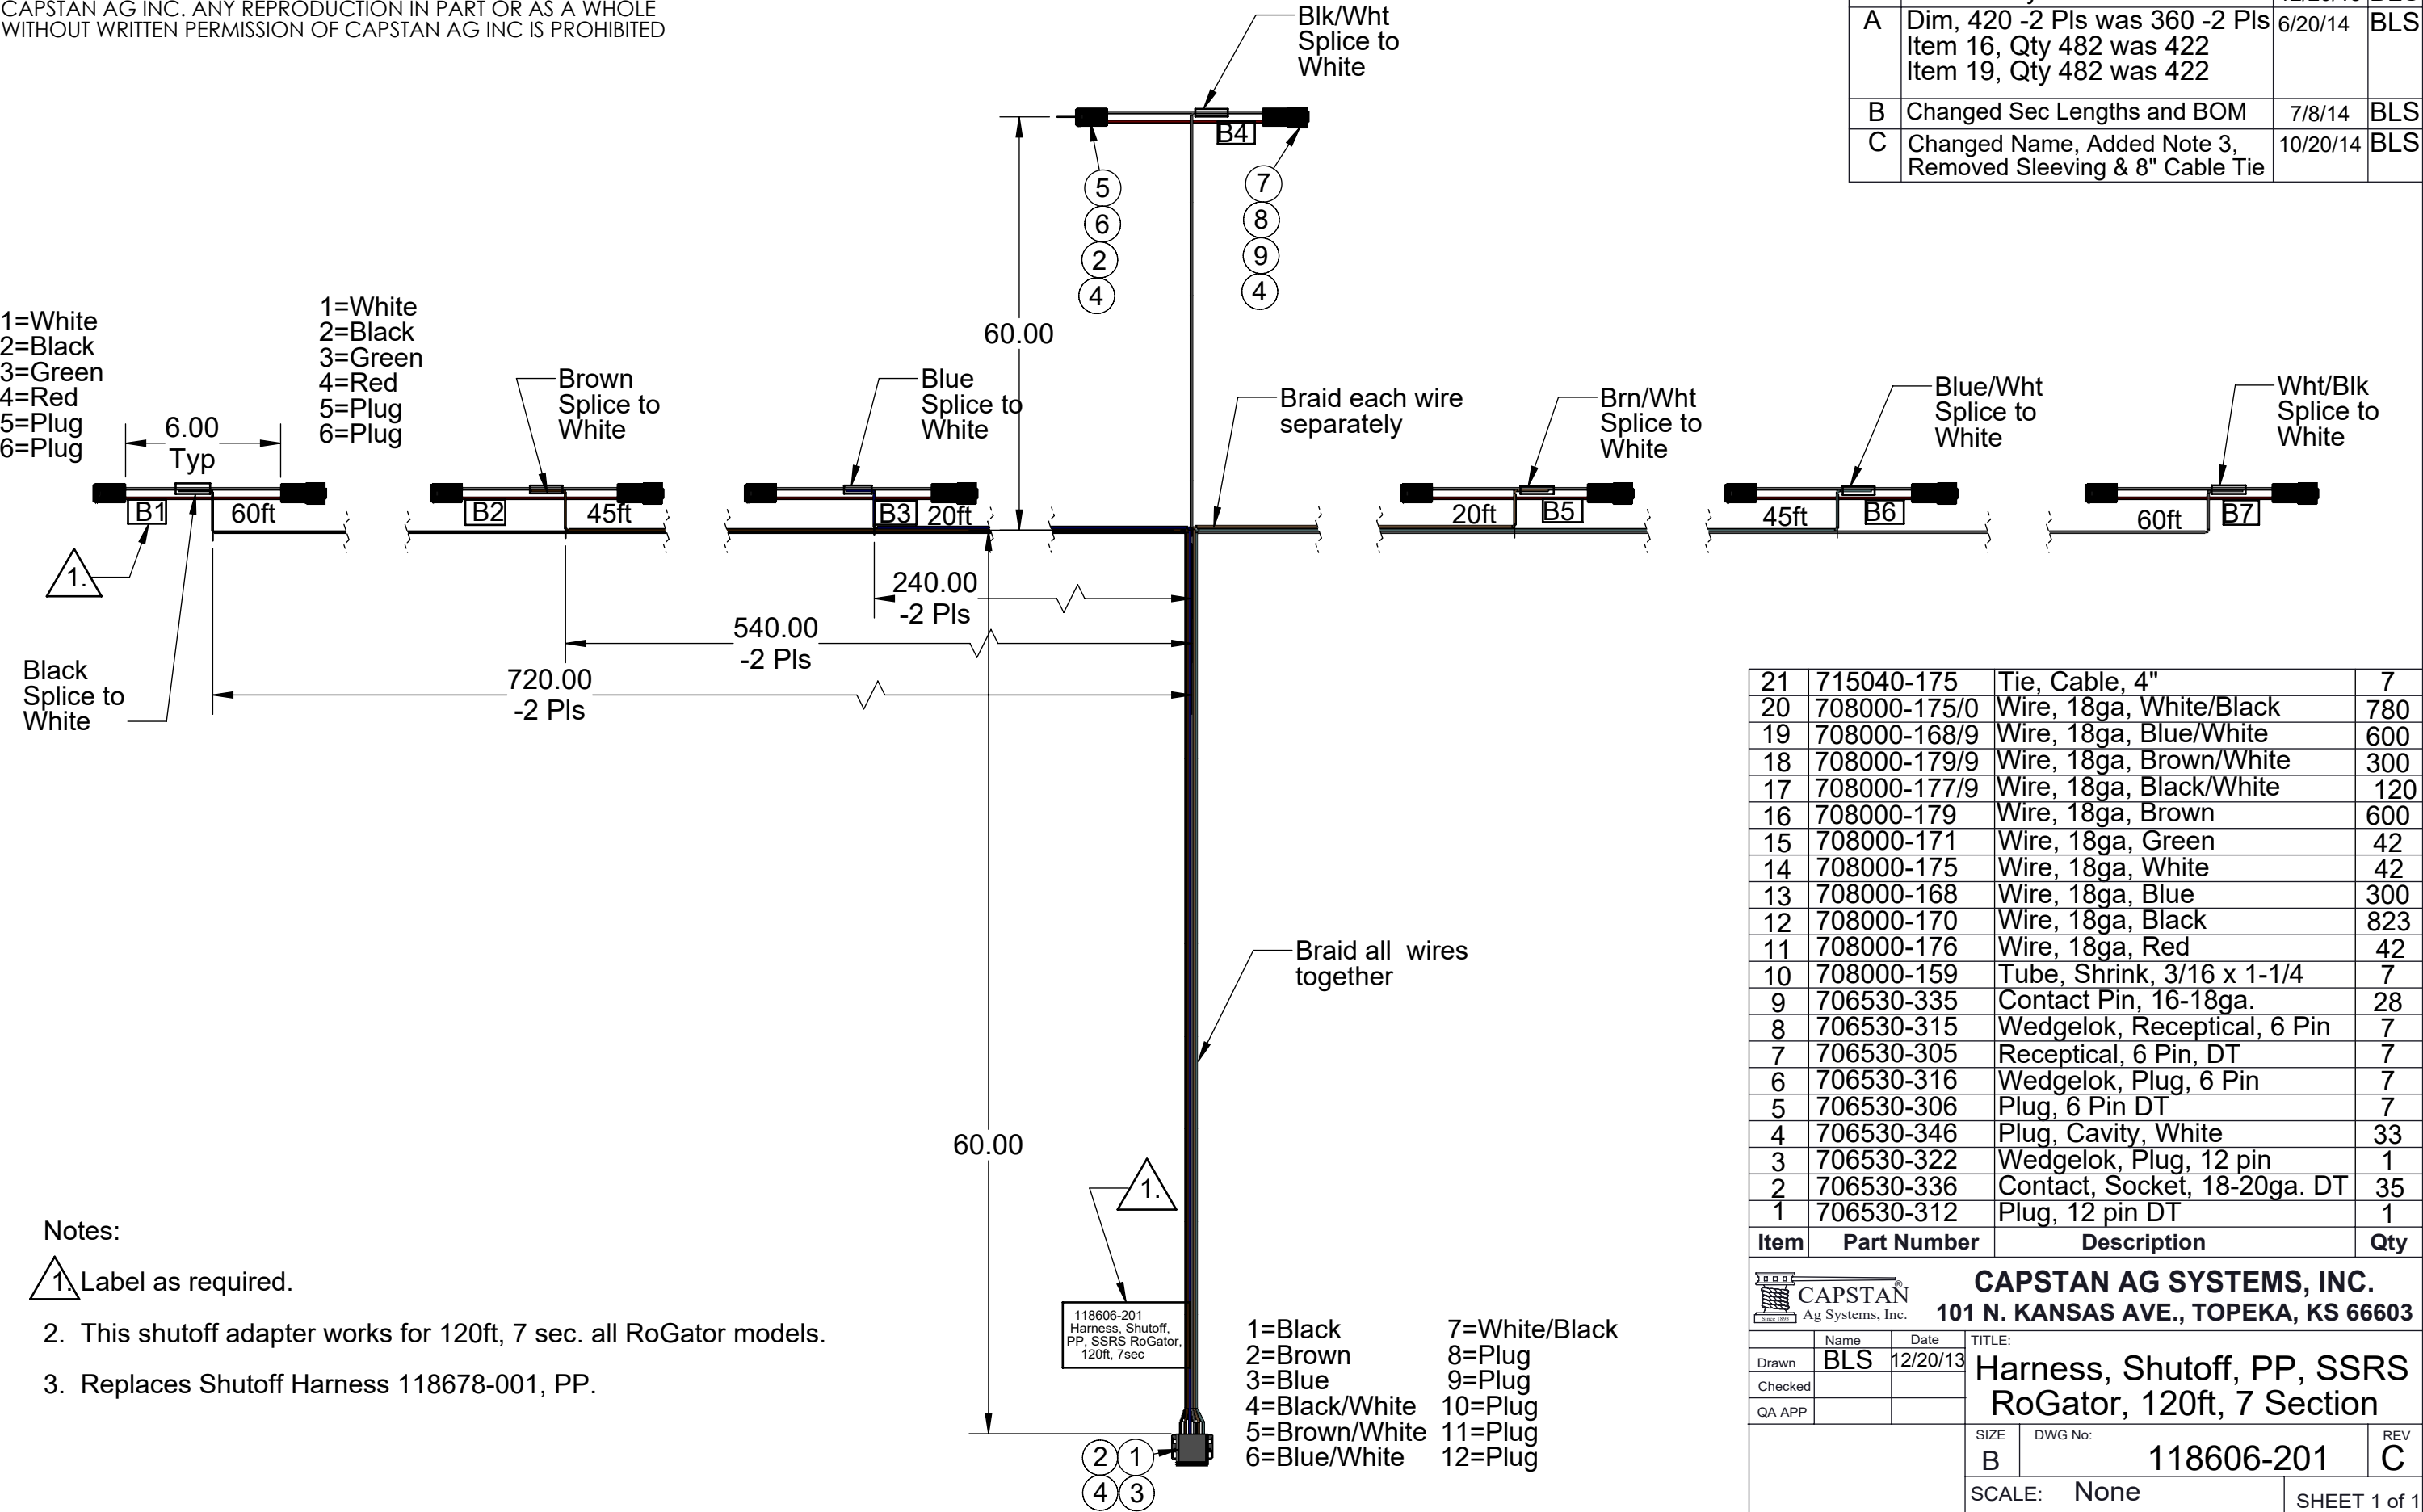 CAPSTAN AG INC. ANY REPRODUCTION IN PART OR AS A WHOLE
WITHOUT WRITTEN PERMISSION OF CAPSTAN AG INC IS PROHIBITED
A Dim, 420 -2 Pls was 360 -2 Pls 6/20/14 BLS
Item 16, Qty 482 was 422
Item 19, Qty 482 was 422
B Changed Sec Lengths and BOM 7/8/14 BLS
C Changed Name, Added Note 3, 10/20/14 BLS
Removed Sleeving & 8" Cable Tie
Blk/Wht
Splice to
White
B4
5
6
2
4
7
8
9
4
60.00
1=White
2=Black
3=Green
4=Red
5=Plug
6=Plug
1=White
2=Black
3=Green
4=Red
5=Plug
6=Plug
6.00
Typ
Brown
Splice to
White
Blue
Splice to
White
Braid each wire
separately
Brn/Wht
Splice to
White
Blue/Wht
Splice to
White
Wht/Blk
Splice to
White
B1 60ft
B2 45ft
B3 20ft
20ft B5
45ft B6
60ft B7
1.
240.00
-2 Pls
540.00
-2 Pls
720.00
-2 Pls
Black
Splice to
White
Braid all wires
together
60.00
1.
118606-201
Harness, Shutoff,
PP, SSRS RoGator,
120ft, 7sec
1=Black
2=Brown
3=Blue
4=Black/White
5=Brown/White
6=Blue/White
7=White/Black
8=Plug
9=Plug
10=Plug
11=Plug
12=Plug
2 1
4 3
Notes:
1. Label as required.
2. This shutoff adapter works for 120ft, 7 sec. all RoGator models.
3. Replaces Shutoff Harness 118678-001, PP.
21 715040-175 Tie, Cable, 4" 7
20 708000-175/0 Wire, 18ga, White/Black 780
19 708000-168/9 Wire, 18ga, Blue/White 600
18 708000-179/9 Wire, 18ga, Brown/White 300
17 708000-177/9 Wire, 18ga, Black/White 120
16 708000-179 Wire, 18ga, Brown 600
15 708000-171 Wire, 18ga, Green 42
14 708000-175 Wire, 18ga, White 42
13 708000-168 Wire, 18ga, Blue 300
12 708000-170 Wire, 18ga, Black 823
11 708000-176 Wire, 18ga, Red 42
10 708000-159 Tube, Shrink, 3/16 x 1-1/4 7
9 706530-335 Contact Pin, 16-18ga. 28
8 706530-315 Wedgelok, Receptical, 6 Pin 7
7 706530-305 Receptical, 6 Pin, DT 7
6 706530-316 Wedgelok, Plug, 6 Pin 7
5 706530-306 Plug, 6 Pin DT 7
4 706530-346 Plug, Cavity, White 33
3 706530-322 Wedgelok, Plug, 12 pin 1
2 706530-336 Contact, Socket, 18-20ga. DT 35
1 706530-312 Plug, 12 pin DT 1
Item Part Number Description Qty
CAPSTAN®
Ag Systems, Inc.
Since 1895
CAPSTAN AG SYSTEMS, INC.
101 N. KANSAS AVE., TOPEKA, KS 66603
Name Date
Drawn BLS 12/20/13
Checked
QA APP
TITLE:
Harness, Shutoff, PP, SSRS
RoGator, 120ft, 7 Section
SIZE DWG No: REV
B 118606-201 C
SCALE: None SHEET 1 of 1